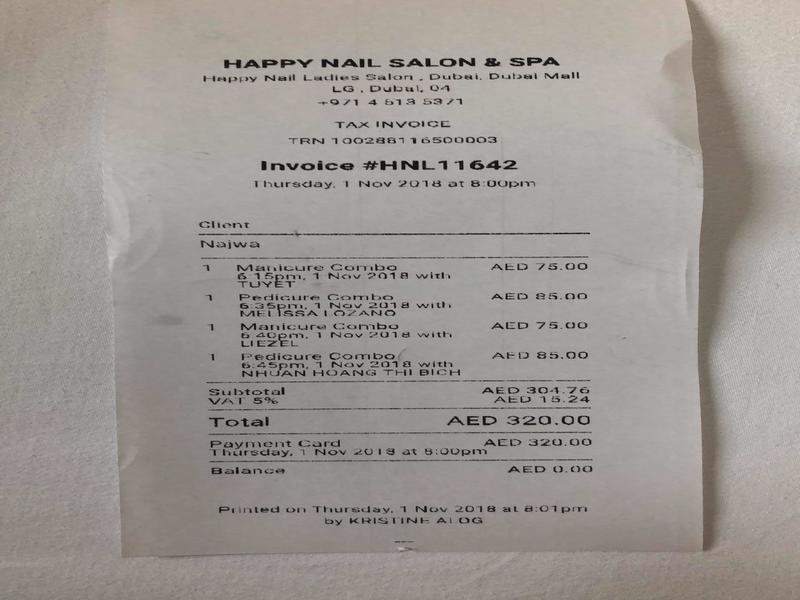 HAPPY NAIL SALON & SPA
Happy Nail Ladies Salon , Dubai, Dubai Mall
LG , Dubai, 04
+971 4 513 5371
TAX INVOICE
TRN 100288116500003
Invoice #HNL11642
Thursday, 1 Nov 2018 at 8:00pm
Client
Najwa
1 Manicure Combo AED 75.00
6:15pm, 1 Nov 2018 with
TUYET
1 Pedicure Combo AED 85.00
6:35pm, 1 Nov 2018 with
MELISSA LOZANO
1 Manicure Combo AED 75.00
6:40pm, 1 Nov 2018 with
LIEZEL
1 Pedicure Combo AED 85.00
6:45pm, 1 Nov 2018 with
NHUAN HOANG THI BICH
Subtotal AED 304.76
VAT 5% AED 15.24
Total AED 320.00
Payment Card AED 320.00
Thursday, 1 Nov 2018 at 8:00pm
Balance AED 0.00
Printed on Thursday, 1 Nov 2018 at 8:01pm
by KRISTINE ALOG